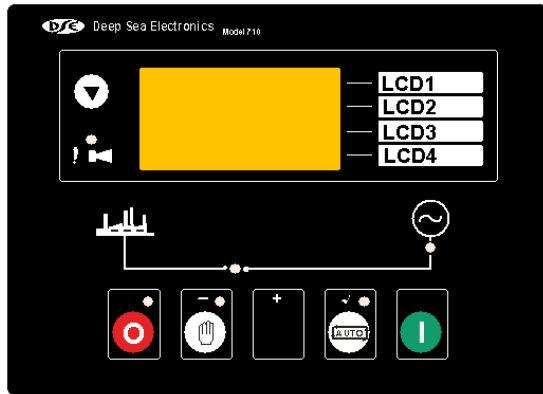 DSE Deep Sea Electronics Model 710
LCD1
LCD2
LCD3
LCD4
!
− + √
O AUTO I